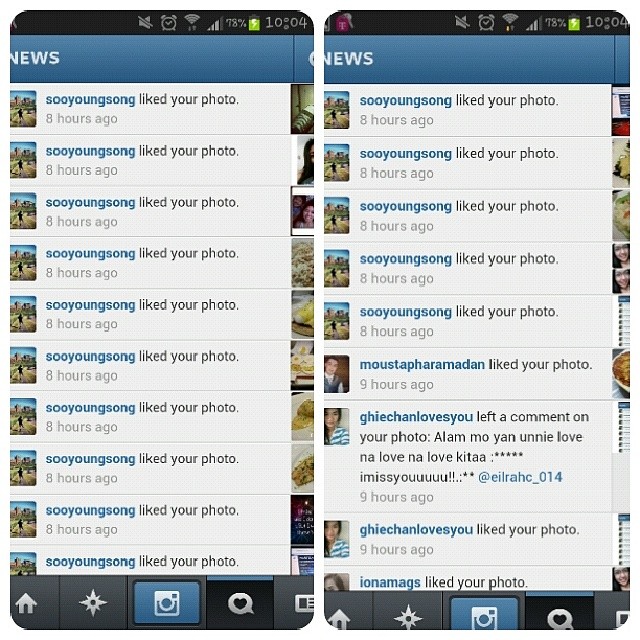 78% 10:04
NEWS
sooyoungsong liked your photo.
8 hours ago
sooyoungsong liked your photo.
8 hours ago
sooyoungsong liked your photo.
8 hours ago
sooyoungsong liked your photo.
8 hours ago
sooyoungsong liked your photo.
8 hours ago
sooyoungsong liked your photo.
8 hours ago
sooyoungsong liked your photo.
8 hours ago
sooyoungsong liked your photo.
8 hours ago
sooyoungsong liked your photo.
8 hours ago
sooyoungsong liked your photo.
78% 10:04
NEWS
sooyoungsong liked your photo.
8 hours ago
sooyoungsong liked your photo.
8 hours ago
sooyoungsong liked your photo.
8 hours ago
sooyoungsong liked your photo.
8 hours ago
sooyoungsong liked your photo.
8 hours ago
moustapharamadan liked your photo.
9 hours ago
ghiechanlovesyou left a comment on
your photo: Alam mo yan unnie love
na love na love kitaa :*****
imissyouuuuu!!.:** @eilrahc_014
9 hours ago
ghiechanlovesyou liked your photo.
9 hours ago
ionamags liked your photo.